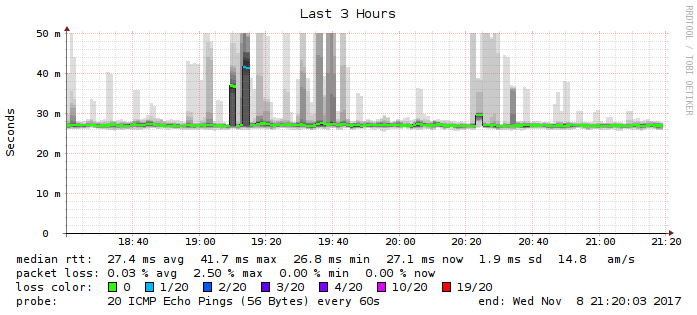 Last 3 Hours
RRDTOOL / TOBI OETIKER
Seconds
50 m
40 m
30 m
20 m
10 m
0
18:40 19:00 19:20 19:40 20:00 20:20 20:40 21:00 21:20
median rtt: 27.4 ms avg 41.7 ms max 26.8 ms min 27.1 ms now 1.9 ms sd 14.8 am/s
packet loss: 0.03 % avg 2.50 % max 0.00 % min 0.00 % now
loss color: 0 1/20 2/20 3/20 4/20 10/20 19/20
probe: 20 ICMP Echo Pings (56 Bytes) every 60s end: Wed Nov 8 21:20:03 2017